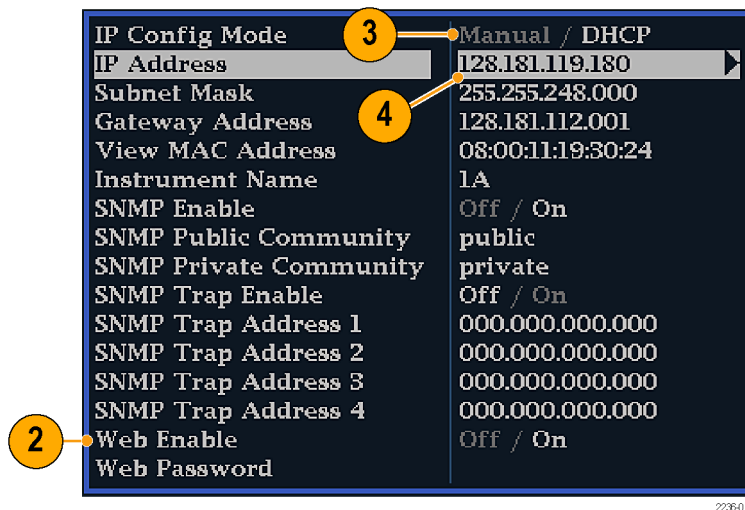 IP Config Mode 3 Manual / DHCP
IP Address 128.181.119.180
Subnet Mask 255.255.248.000
Gateway Address 4 128.181.112.001
View MAC Address 08:00:11:19:30:24
Instrument Name 1A
SNMP Enable Off / On
SNMP Public Community public
SNMP Private Community private
SNMP Trap Enable Off / On
SNMP Trap Address 1 000.000.000.000
SNMP Trap Address 2 000.000.000.000
SNMP Trap Address 3 000.000.000.000
SNMP Trap Address 4 000.000.000.000
2 Web Enable Off / On
Web Password